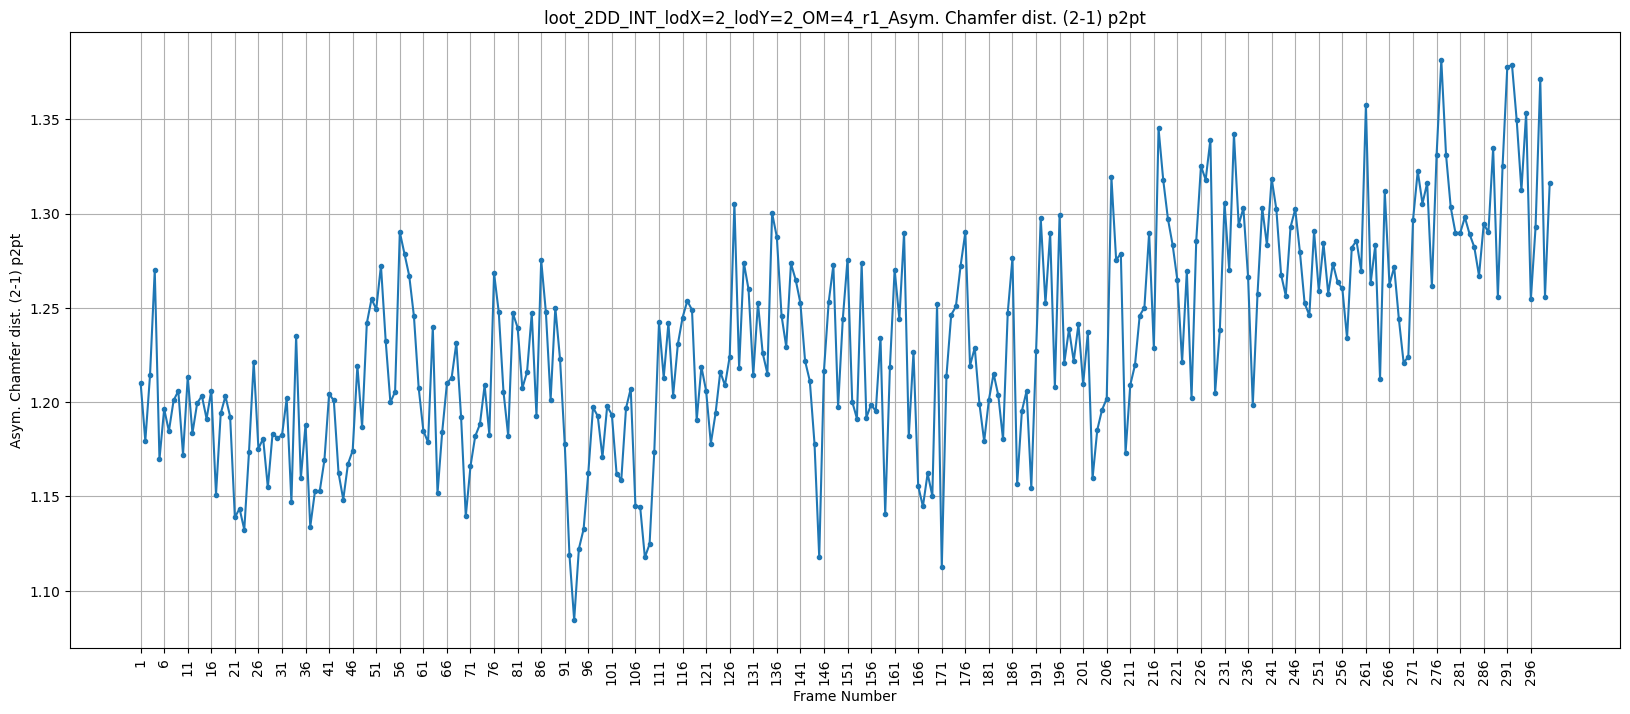 loot_2DD_INT_lodX=2_lodY=2_OM=4_r1_Asym. Chamfer dist. (2-1) p2pt
Asym. Chamfer dist. (2-1) p2pt
1.35
1.30
1.25
1.20
1.15
1.10
1 6 11 16 21 26 31 36 41 46 51 56 61 66 71 76 81 86 91 96 101 106 111 116 121 126 131 136 141 146 151 156 161 166 171 176 181 186 191 196 201 206 211 216 221 226 231 236 241 246 251 256 261 266 271 276 281 286 291 296
Frame Number